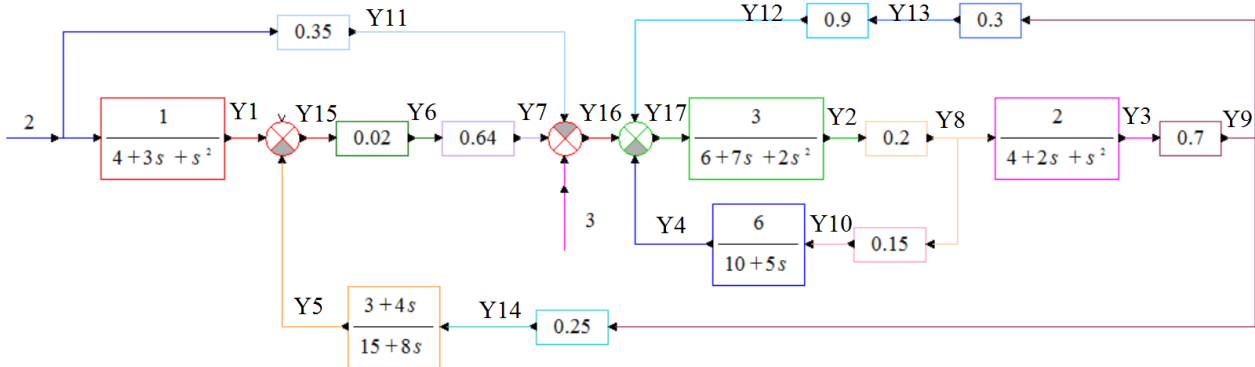 Y11
0.35
Y12
0.9
Y13
0.3
2
1
4+3s+s²
Y1
Y15
0.02
Y6
0.64
Y7
Y16
Y17
3
6+7s+2s²
Y2
0.2
Y8
2
4+2s+s²
Y3
0.7
Y9
3
Y4
6
10+5s
Y10
0.15
Y5
3+4s
15+8s
Y14
0.25